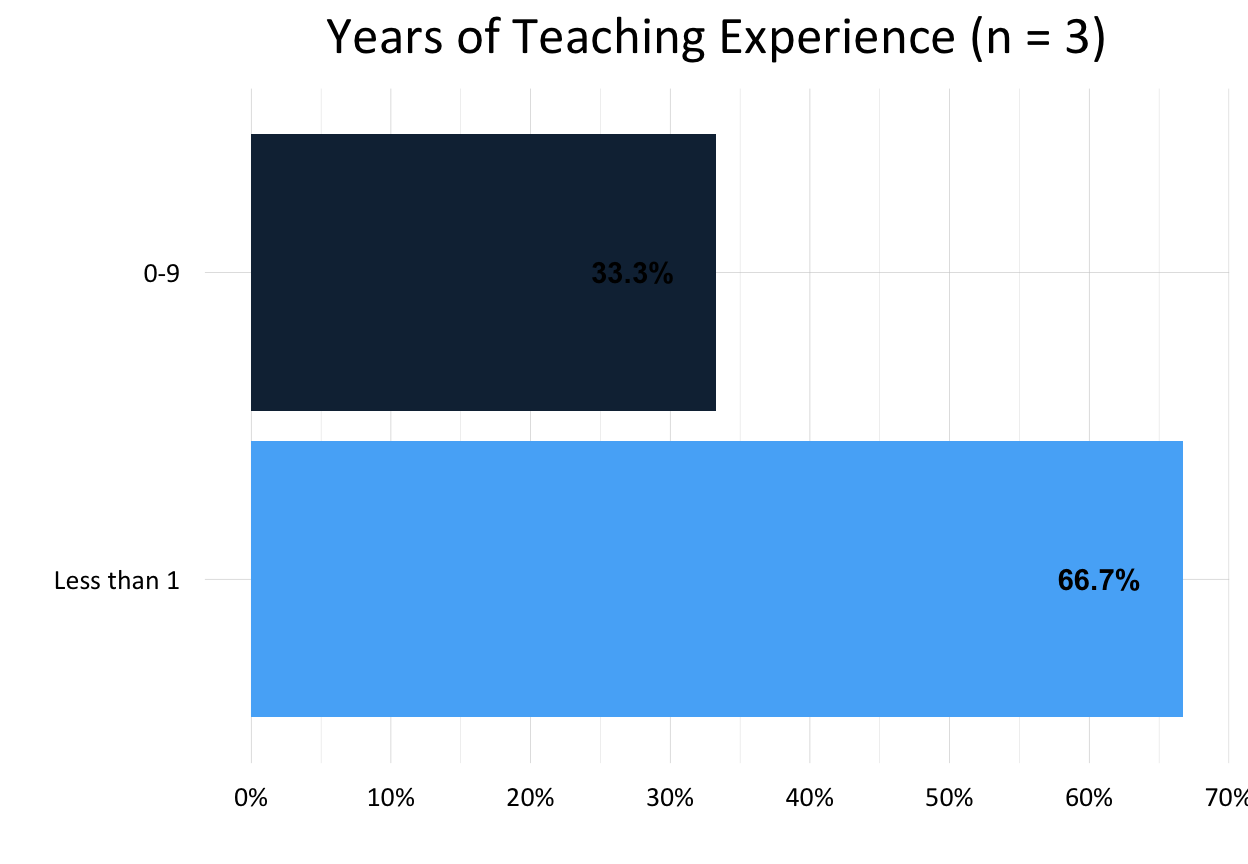 Years of Teaching Experience (n = 3)
0-9
33.3%
Less than 1
66.7%
0% 10% 20% 30% 40% 50% 60% 70%